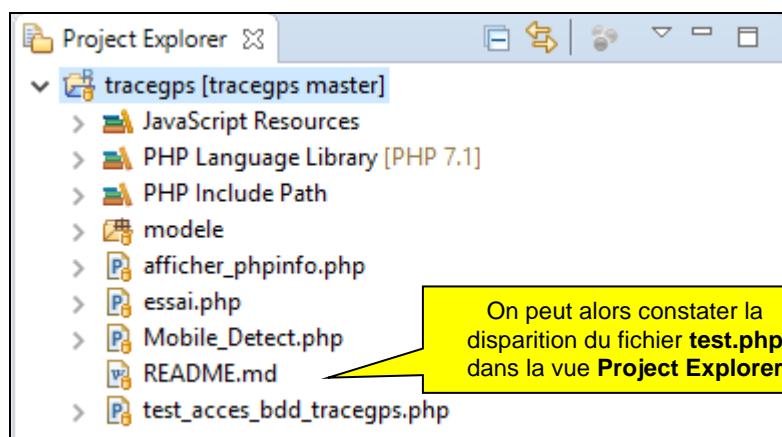 Project Explorer
tracegps [tracegps master]
JavaScript Resources
PHP Language Library [PHP 7.1]
PHP Include Path
modele
afficher_phpinfo.php
essai.php
Mobile_Detect.php
README.md
test_acces_bdd_tracegps.php
On peut alors constater la
disparition du fichier test.php
dans la vue Project Explorer